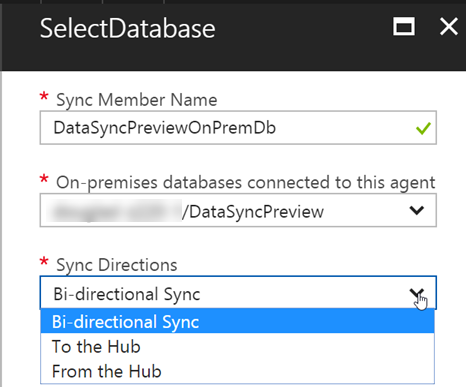 SelectDatabase
* Sync Member Name
DataSyncPreviewOnPremDb
* On-premises databases connected to this agent
/DataSyncPreview
* Sync Directions
Bi-directional Sync
Bi-directional Sync
To the Hub
From the Hub